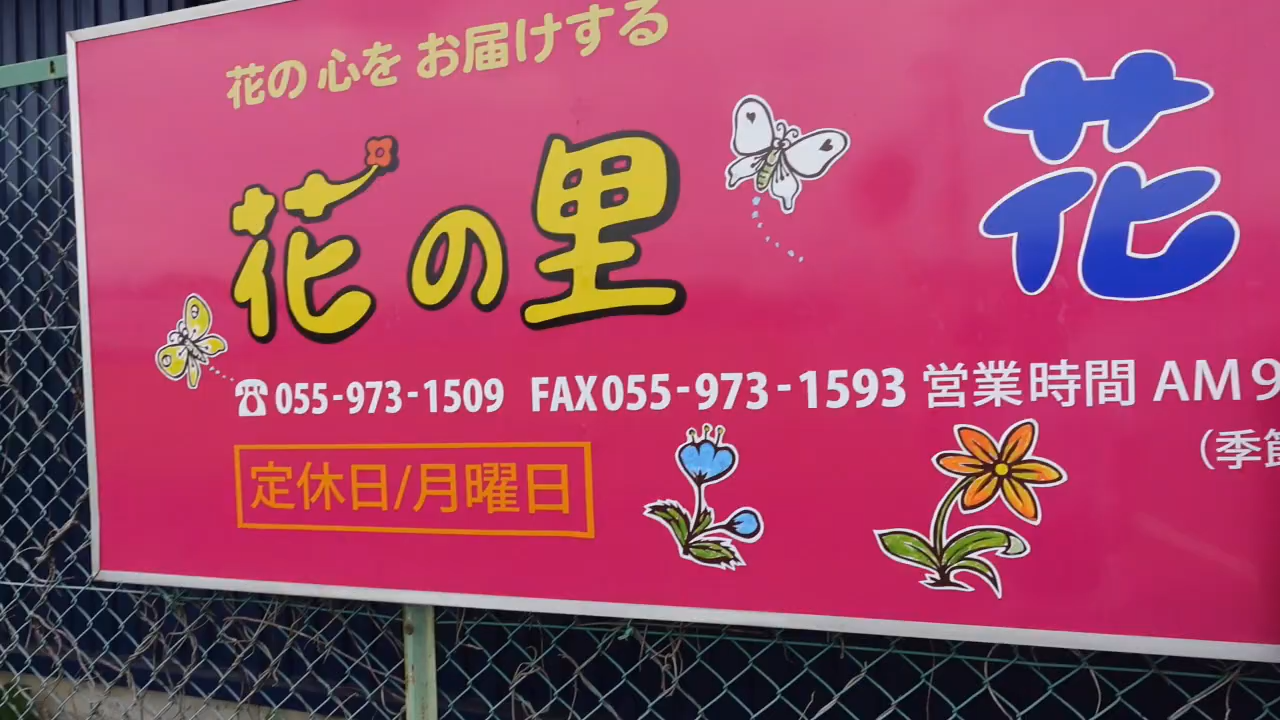 花の心をお届けする
花の里
花
☎055-973-1509 FAX055-973-1593 営業時間 AM9
(季節
定休日/月曜日